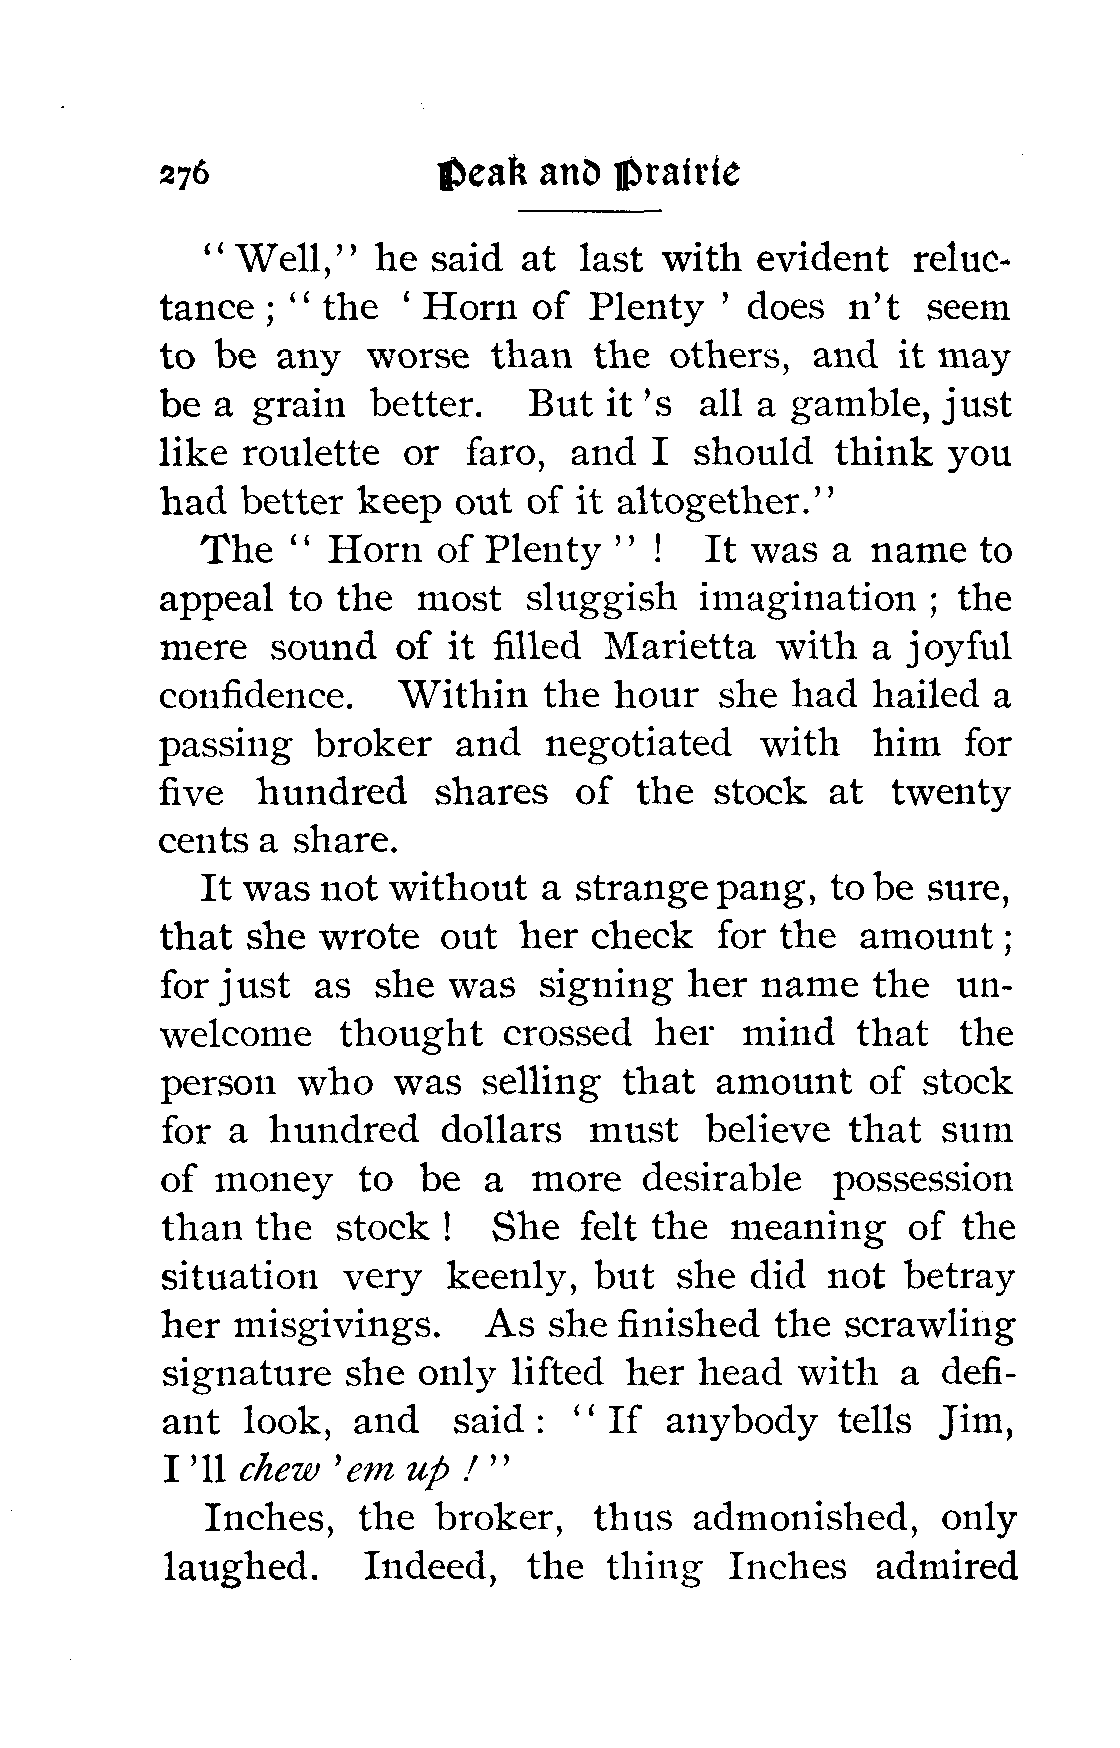 276 Peak and Prairie
"Well," he said at last with evident reluc-
tance ; " the ' Horn of Plenty ' does n't seem
to be any worse than the others, and it may
be a grain better. But it 's all a gamble, just
like roulette or faro, and I should think you
had better keep out of it altogether."
The " Horn of Plenty " ! It was a name to
appeal to the most sluggish imagination ; the
mere sound of it filled Marietta with a joyful
confidence. Within the hour she had hailed a
passing broker and negotiated with him for
five hundred shares of the stock at twenty
cents a share.
It was not without a strange pang, to be sure,
that she wrote out her check for the amount ;
for just as she was signing her name the un-
welcome thought crossed her mind that the
person who was selling that amount of stock
for a hundred dollars must believe that sum
of money to be a more desirable possession
than the stock ! She felt the meaning of the
situation very keenly, but she did not betray
her misgivings. As she finished the scrawling
signature she only lifted her head with a defi-
ant look, and said : " If anybody tells Jim,
I 'll chew 'em up ! "
Inches, the broker, thus admonished, only
laughed. Indeed, the thing Inches admired